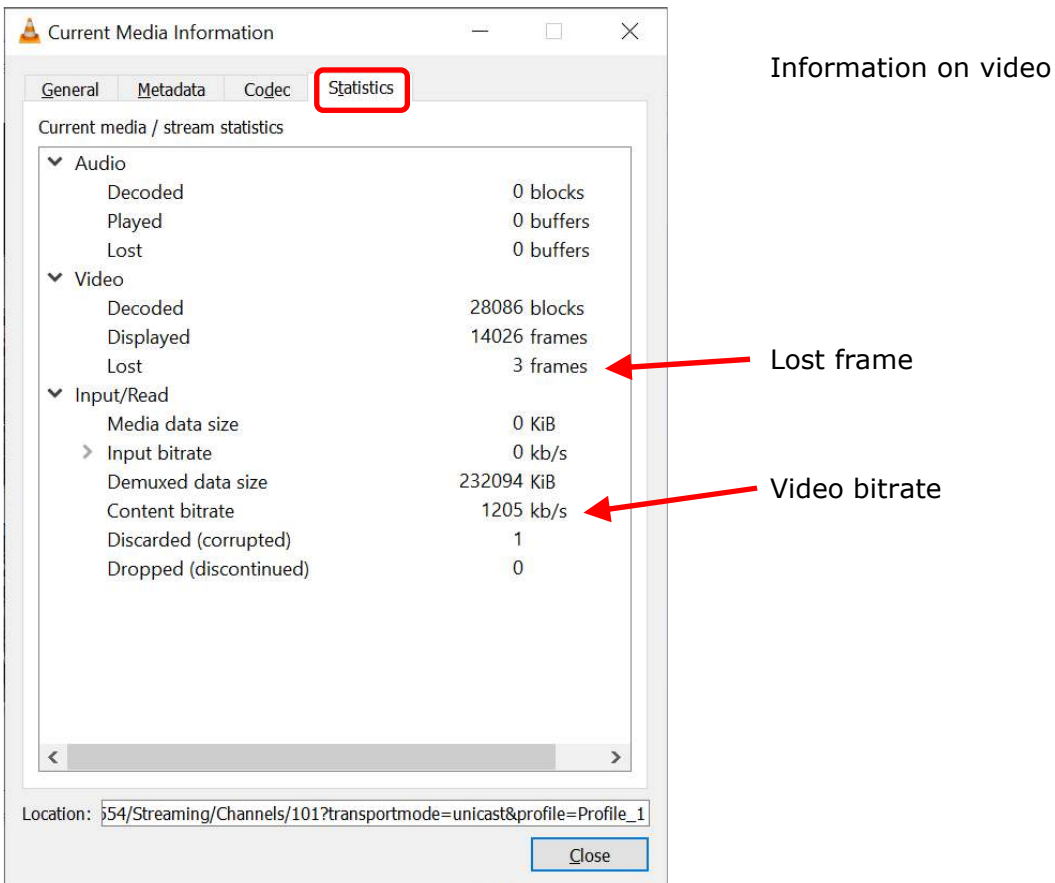 Current Media Information
Information on video
General Metadata Codec Statistics
Current media / stream statistics
Audio
Decoded 0 blocks
Played 0 buffers
Lost 0 buffers
Video
Decoded 28086 blocks
Displayed 14026 frames
Lost 3 frames
Lost frame
Input/Read
Media data size 0 KiB
Input bitrate 0 kb/s
Demuxed data size 232094 KiB
Video bitrate
Content bitrate 1205 kb/s
Discarded (corrupted) 1
Dropped (discontinued) 0
Location: 554/Streaming/Channels/101?transportmode=unicast&profile=Profile_1
Close